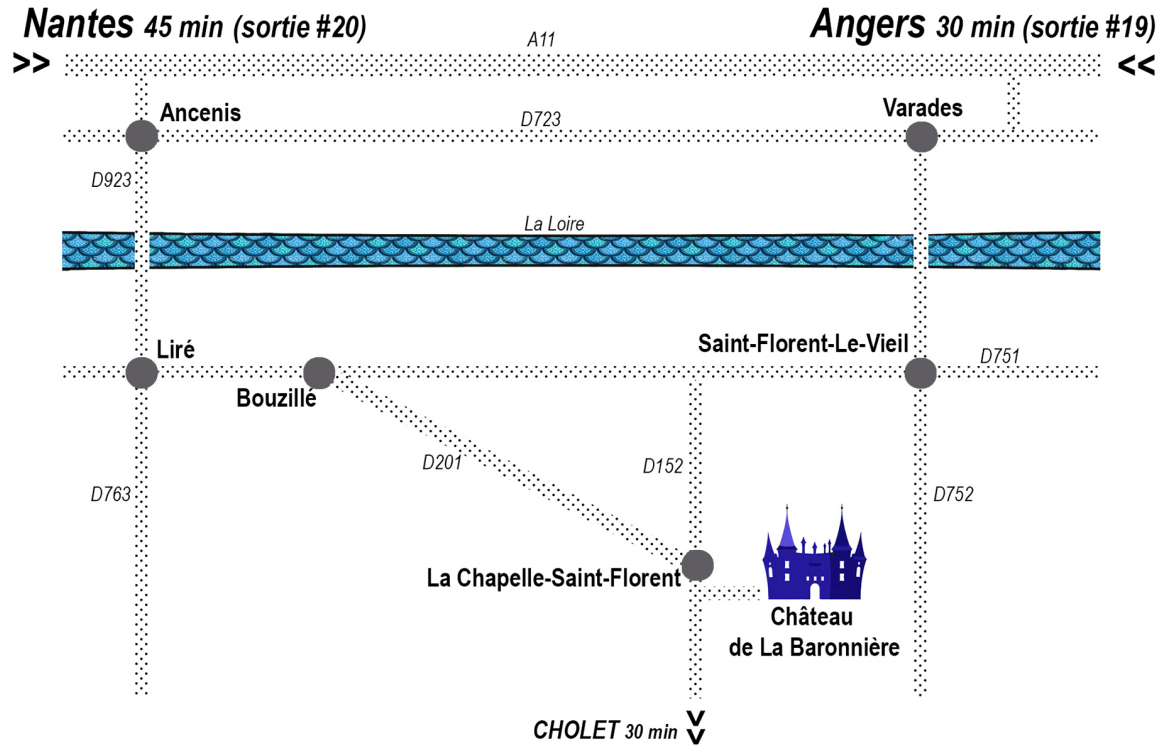 Nantes 45 min (sortie #20)
Angers 30 min (sortie #19)
>>
A11
<<
Ancenis
D723
Varades
D923
La Loire
Liré
Saint-Florent-Le-Vieil
D751
Bouzillé
D201
D152
D763
D752
La Chapelle-Saint-Florent
Château
de La Baronnière
CHOLET 30 min >>